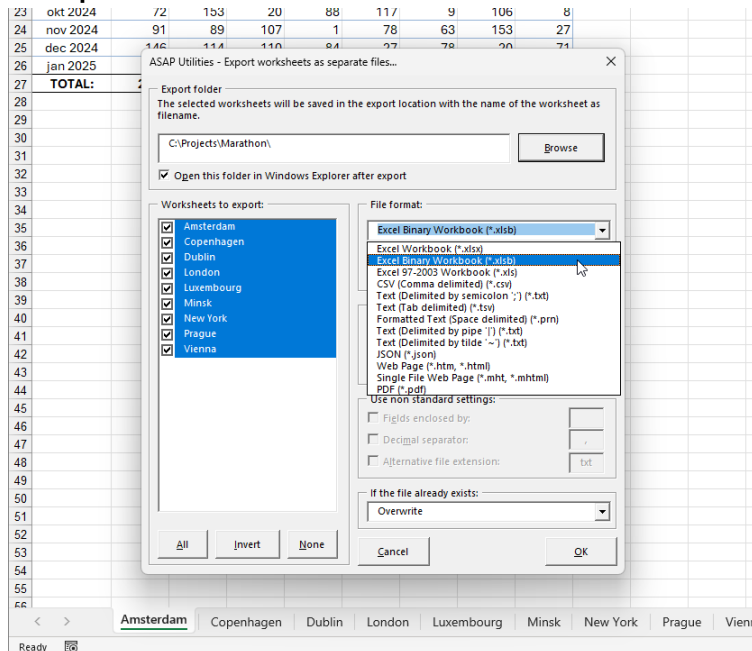 23 okt 2024 72 153 20 88 117 9 106 8
24 nov 2024 91 89 107 1 78 63 153 27
25 dec 2024 146 114 110 84 27 78 20 71
26 jan 2025
27 TOTAL:
28
29
30
31
32
33
34
35
36
37
38
39
40
41
42
43
44
45
46
47
48
49
50
51
52
53
54
55
56
ASAP Utilities - Export worksheets as separate files...
Export folder
The selected worksheets will be saved in the export location with the name of the worksheet as
filename.
C:\Projects\Marathon\
Browse
Open this folder in Windows Explorer after export
Worksheets to export:
Amsterdam
Copenhagen
Dublin
London
Luxembourg
Minsk
New York
Prague
Vienna
All Invert None
File format:
Excel Binary Workbook (*.xlsb)
Excel Workbook (*.xlsx)
Excel Binary Workbook (*.xlsb)
Excel 97-2003 Workbook (*.xls)
CSV (Comma delimited) (*.csv)
Text (Delimited by semicolon ';') (*.txt)
Text (Tab delimited) (*.tsv)
Formatted Text (Space delimited) (*.prn)
Text (Delimited by pipe '|') (*.txt)
Text (Delimited by tilde '~') (*.txt)
JSON (*.json)
Web Page (*.htm, *.html)
Single File Web Page (*.mht, *.mhtml)
PDF (*.pdf)
Use non standard settings:
Fields enclosed by:
Decimal separator: ,
Alternative file extension: txt
If the file already exists:
Overwrite
Cancel OK
Amsterdam Copenhagen Dublin London Luxembourg Minsk New York Prague
Ready